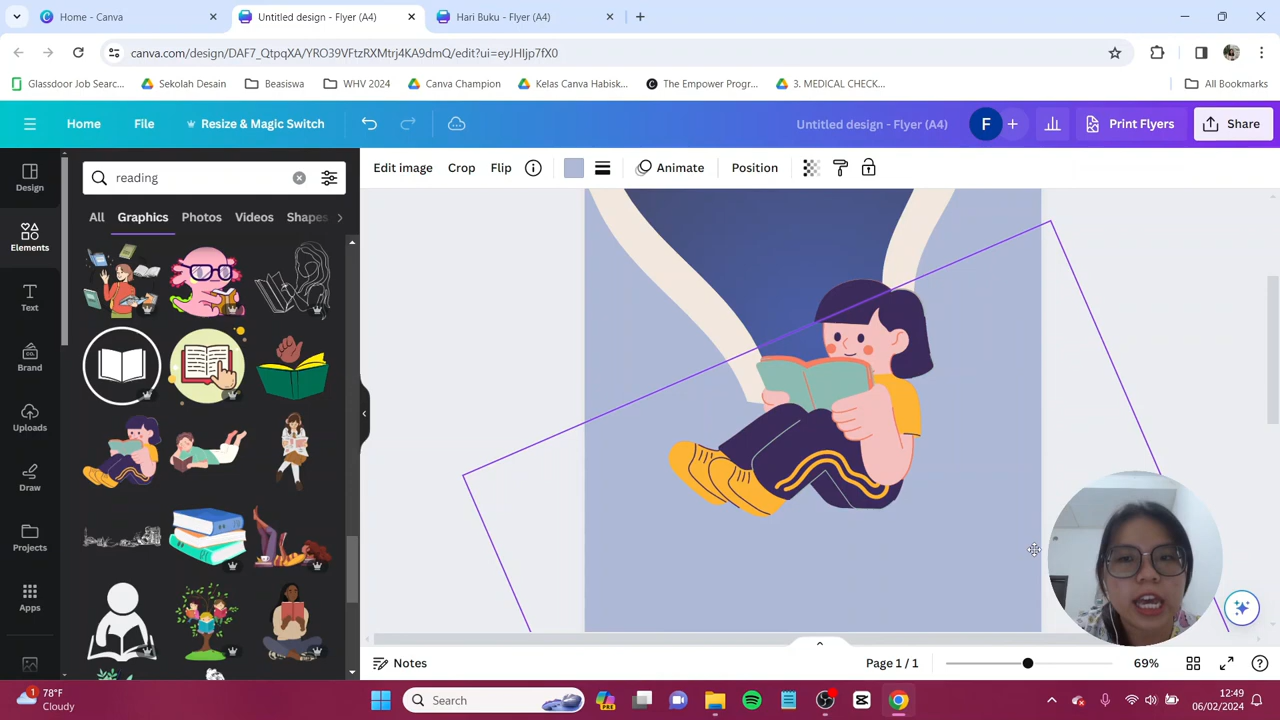 Home - Canva
Untitled design - Flyer (A4)
Hari Buku - Flyer (A4)
canva.com/design/DAF7_QtpqXA/YRO39VFtzRXMtrj4KA9dmQ/edit?ui=eyJHIjp7fX0
Glassdoor Job Searc...
Sekolah Desain
Beasiswa
WHV 2024
Canva Champion
Kelas Canva Habisk...
The Empower Progr...
3. MEDICAL CHECK...
All Bookmarks
Home
File
Resize & Magic Switch
Untitled design - Flyer (A4)
F
Print Flyers
Share
Design
Elements
Text
Brand
Uploads
Draw
Projects
Apps
reading
All
Graphics
Photos
Videos
Shapes
Edit image
Crop
Flip
Animate
Position
Notes
Page 1 / 1
69%
1
78°F
Cloudy
Search
PRE
12:49
06/02/2024